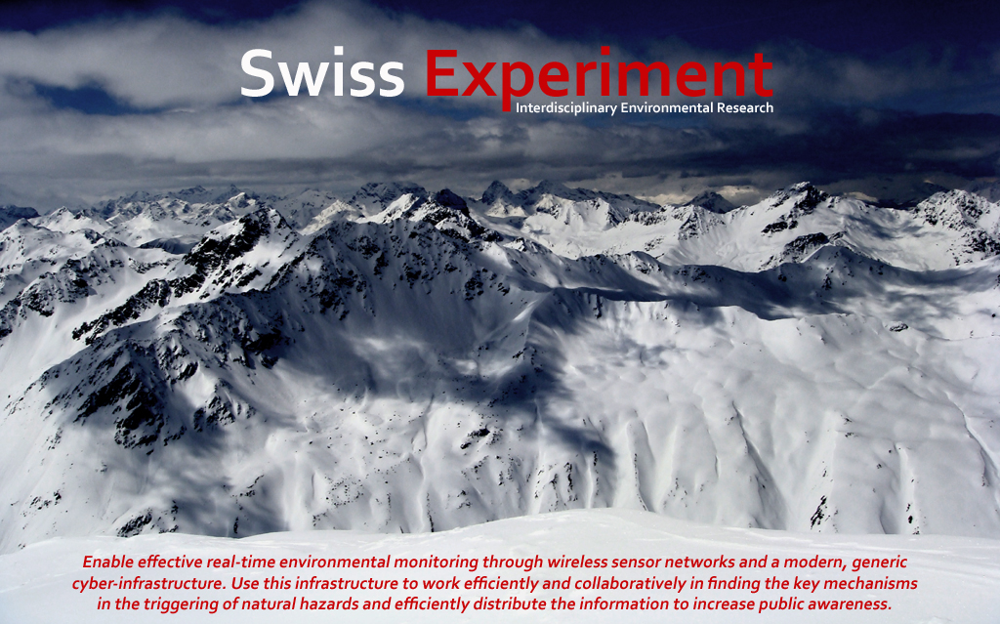 Swiss Experiment
Interdisciplinary Environmental Research
Enable effective real-time environmental monitoring through wireless sensor networks and a modern, generic
cyber-infrastructure. Use this infrastructure to work efficiently and collaboratively in finding the key mechanisms
in the triggering of natural hazards and efficiently distribute the information to increase public awareness.